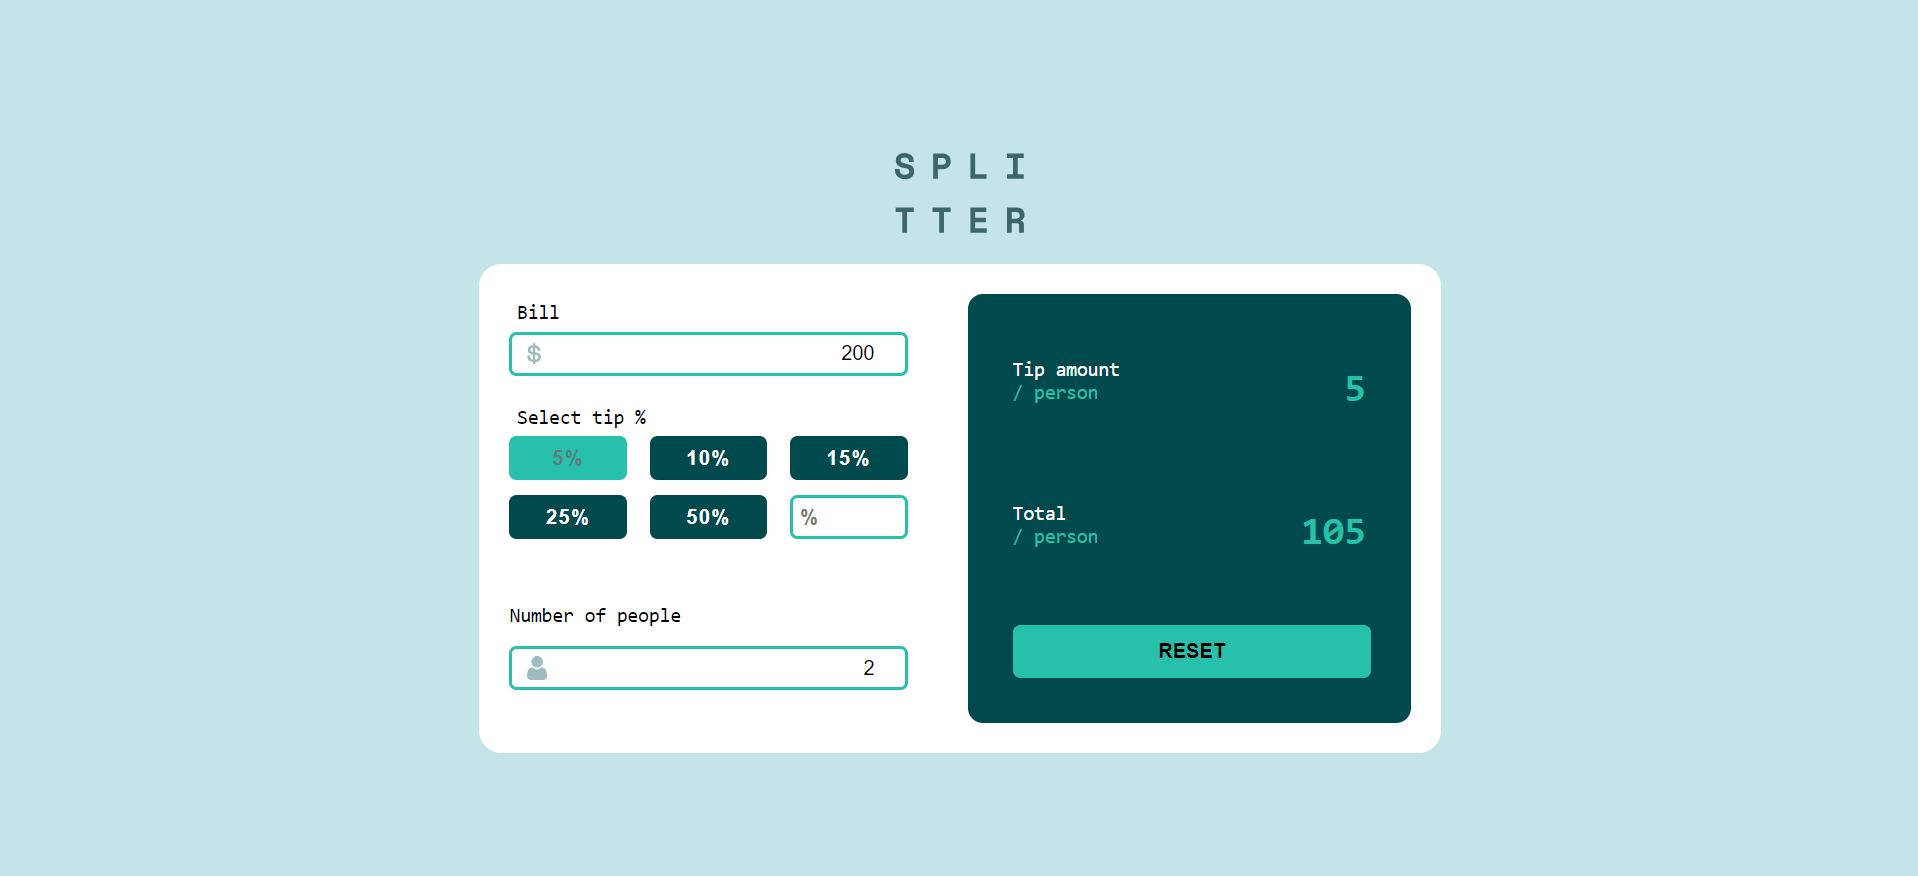 S P L I
T T E R
Bill
$ 200
Select tip %
5% 10% 15%
25% 50% %
Number of people
2
Tip amount
/ person
5
Total
/ person
105
RESET